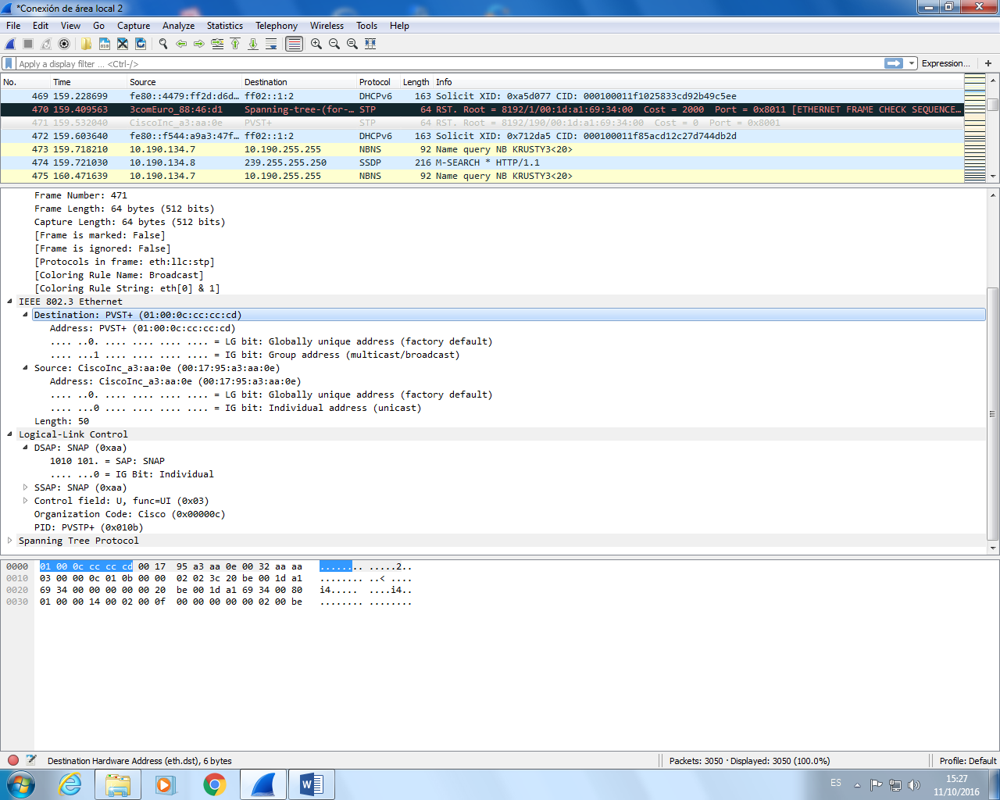 *Conexión de área local 2
File Edit View Go Capture Analyze Statistics Telephony Wireless Tools Help
Apply a display filter ... <Ctrl-/> Expression... +
No. Time Source Destination Protocol Length Info
469 159.228699 fe80::4479:ff2d:d6d... ff02::1:2 DHCPv6 163 Solicit XID: 0xa5d077 CID: 000100011f1025833cd92b49c5ee
470 159.409563 3comEuro_88:46:d1 Spanning-tree-(for-... STP 64 RST. Root = 8192/1/00:1d:a1:69:34:00 Cost = 2000 Port = 0x8011 [ETHERNET FRAME CHECK SEQUENCE...
471 159.532040 CiscoInc_a3:aa:0e PVST+ STP 64 RST. Root = 8192/190/00:1d:a1:69:34:00 Cost = 0 Port = 0x8001
472 159.603640 fe80::f544:a9a3:47f... ff02::1:2 DHCPv6 163 Solicit XID: 0x712da5 CID: 000100011f85acd12c27d744db2d
473 159.718210 10.190.134.7 10.190.255.255 NBNS 92 Name query NB KRUSTY3<20>
474 159.721030 10.190.134.8 239.255.255.250 SSDP 216 M-SEARCH * HTTP/1.1
475 160.471639 10.190.134.7 10.190.255.255 NBNS 92 Name query NB KRUSTY3<20>
Frame Number: 471
Frame Length: 64 bytes (512 bits)
Capture Length: 64 bytes (512 bits)
[Frame is marked: False]
[Frame is ignored: False]
[Protocols in frame: eth:llc:stp]
[Coloring Rule Name: Broadcast]
[Coloring Rule String: eth[0] & 1]
IEEE 802.3 Ethernet
Destination: PVST+ (01:00:0c:cc:cc:cd)
Address: PVST+ (01:00:0c:cc:cc:cd)
.... ..0. .... .... .... .... = LG bit: Globally unique address (factory default)
.... ...1 .... .... .... .... = IG bit: Group address (multicast/broadcast)
Source: CiscoInc_a3:aa:0e (00:17:95:a3:aa:0e)
Address: CiscoInc_a3:aa:0e (00:17:95:a3:aa:0e)
.... ..0. .... .... .... .... = LG bit: Globally unique address (factory default)
.... ...0 .... .... .... .... = IG bit: Individual address (unicast)
Length: 50
Logical-Link Control
DSAP: SNAP (0xaa)
1010 101. = SAP: SNAP
.... ...0 = IG Bit: Individual
SSAP: SNAP (0xaa)
Control field: U, func=UI (0x03)
Organization Code: Cisco (0x00000c)
PID: PVSTP+ (0x010b)
Spanning Tree Protocol
0000 01 00 0c cc cc cd 00 17 95 a3 aa 0e 00 32 aa aa ........ .....2..
0010 03 00 00 0c 01 0b 00 00 02 02 3c 20 be 00 1d a1 ........ ..< ....
0020 69 34 00 00 00 00 00 20 be 00 1d a1 69 34 00 80 i4..... ....i4..
0030 01 00 00 14 00 02 00 0f 00 00 00 00 00 02 00 be ........ ........
Destination Hardware Address (eth.dst), 6 bytes Packets: 3050 · Displayed: 3050 (100.0%) Profile: Default
ES 15:27
11/10/2016